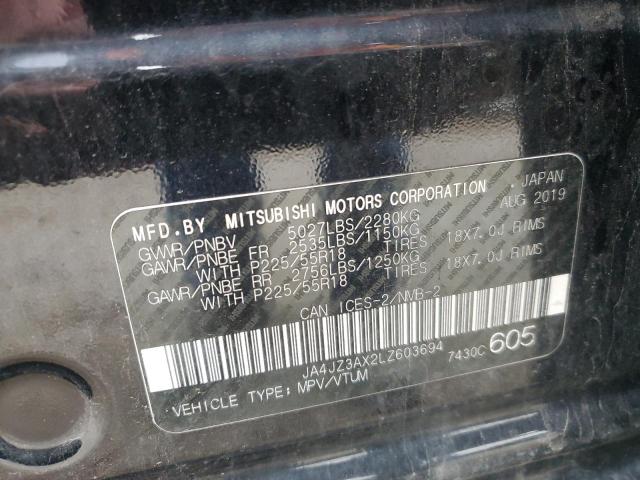 MFD.BY MITSUBISHI MOTORS CORPORATION . JAPAN
GVWR/PNBV 5027LBS/2280KG AUG 2019
GAWR/PNBE FR 2535LBS/1150KG
WITH P225/55R18 TIRES 18X7.0J RIMS
GAWR/PNBE RR 2756LBS/1250KG
WITH P225/55R18 TIRES 18X7.0J RIMS
CAN ICES-2/NMB-2
JA4JZ3AX2LZ603694 7430C 605
VEHICLE TYPE: MPV/VTUM